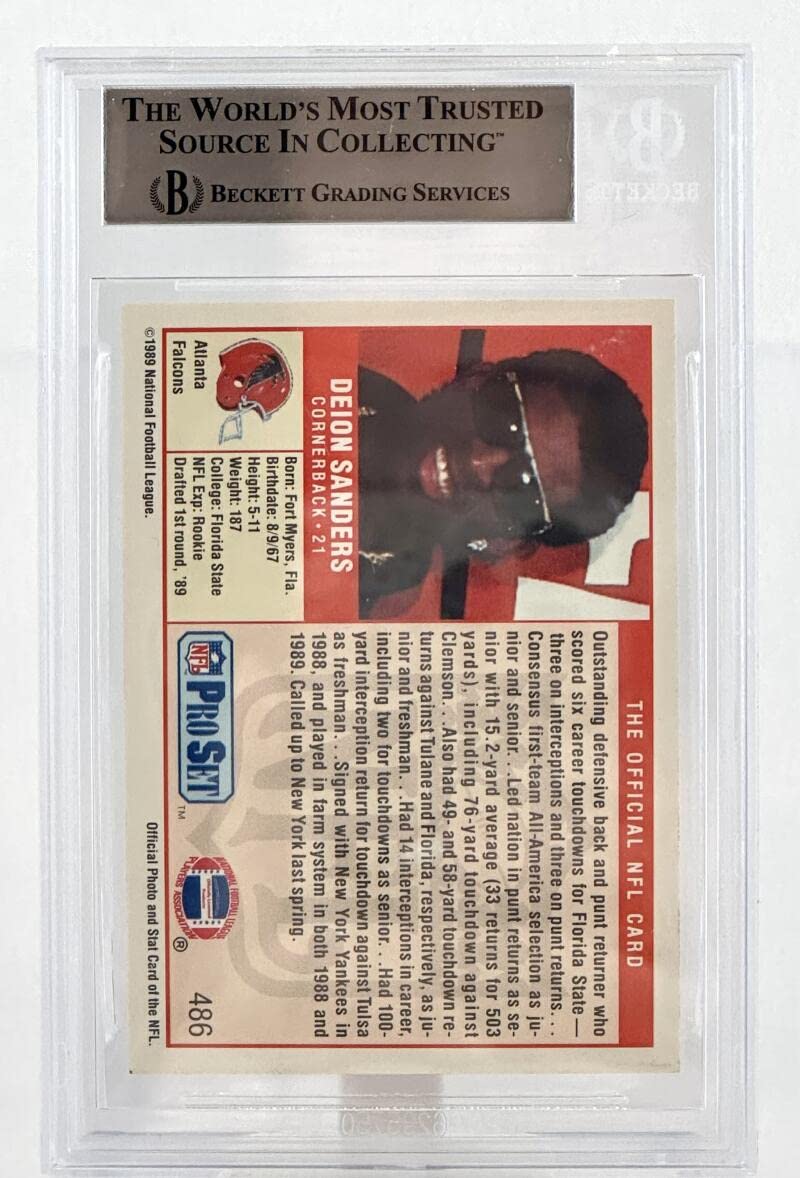 THE WORLD'S MOST TRUSTED
SOURCE IN COLLECTING™
B BECKETT GRADING SERVICES
BECKETT
THE OFFICIAL NFL CARD
Outstanding defensive back and punt returner who
scored six career touchdowns for Florida State—
three on interceptions and three on punt returns. . .
Consensus first-team All-America selection as ju-
nior and senior. . .Led nation in punt returns as se-
nior with 15.2-yard average (33 returns for 503
yards), including 76-yard touchdown against
Clemson. . .Also had 49- and 58-yard touchdown re-
turns against Tulane and Florida, respectively, as ju-
nior and freshman. . .Had 14 interceptions in career,
including two for touchdowns as senior. . .Had 100-
yard interception return for touchdown against Tulsa
as freshman. . .Signed with New York Yankees in
1988, and played in farm system in both 1988 and
1989. Called up to New York last spring.
DEION SANDERS
CORNERBACK • 21
Born: Fort Myers, Fla.
Birthdate: 8/9/67
Height: 5-11
Weight: 187
College: Florida State
NFL Exp: Rookie
Drafted 1st round, '89
Atlanta
Falcons
NFL PRO SET™
NATIONAL FOOTBALL LEAGUE
PLAYERS ASSOCIATION
®
486
©1989 National Football League.
Official Photo and Stat Card of the NFL.